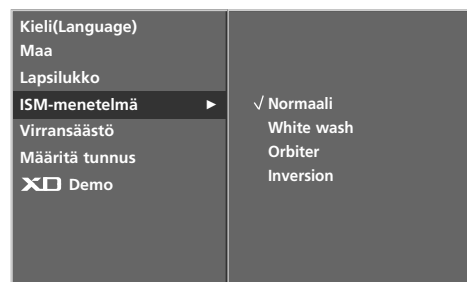 Kieli(Language)
Maa
Lapsilukko
ISM-menetelmä ►
Virransäästö
Määritä tunnus
XD Demo
√ Normaali
White wash
Orbiter
Inversion